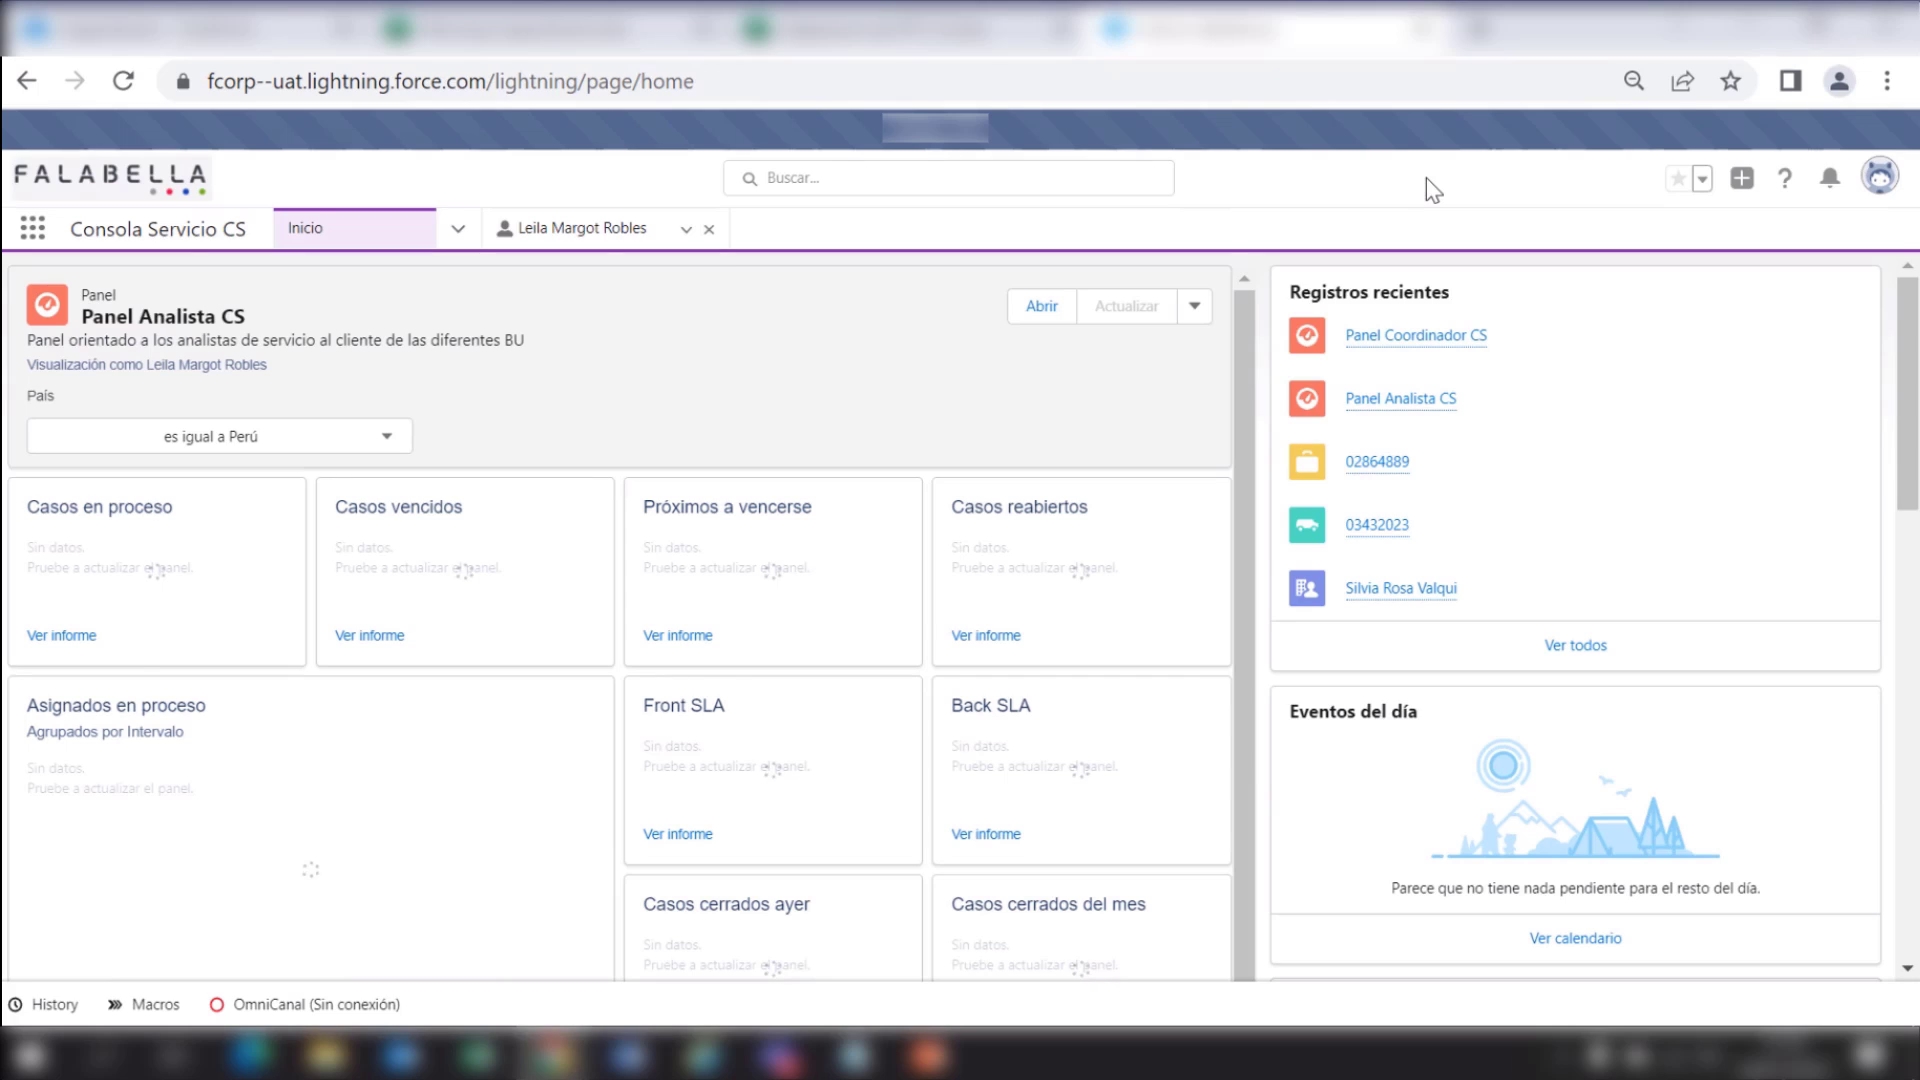 fcorp--uat.lightning.force.com/lightning/page/home
FALABELLA
Buscar...
Consola Servicio CS
Inicio
Leila Margot Robles
Panel
Panel Analista CS
Panel orientado a los analistas de servicio al cliente de las diferentes BU
Visualización como Leila Margot Robles
Abrir
Actualizar
País
es igual a Perú
Casos en proceso
Sin datos.
Pruebe a actualizar el panel.
Ver informe
Casos vencidos
Sin datos.
Pruebe a actualizar el panel.
Ver informe
Próximos a vencerse
Sin datos.
Pruebe a actualizar el panel.
Ver informe
Casos reabiertos
Sin datos.
Pruebe a actualizar el panel.
Ver informe
Asignados en proceso
Agrupados por Intervalo
Sin datos.
Pruebe a actualizar el panel.
Front SLA
Sin datos.
Pruebe a actualizar el panel.
Ver informe
Back SLA
Sin datos.
Pruebe a actualizar el panel.
Ver informe
Casos cerrados ayer
Sin datos.
Pruebe a actualizar el panel.
Casos cerrados del mes
Sin datos.
Pruebe a actualizar el panel.
Registros recientes
Panel Coordinador CS
Panel Analista CS
02864889
03432023
Silvia Rosa Valqui
Ver todos
Eventos del día
Parece que no tiene nada pendiente para el resto del día.
Ver calendario
History
Macros
OmniCanal (Sin conexión)